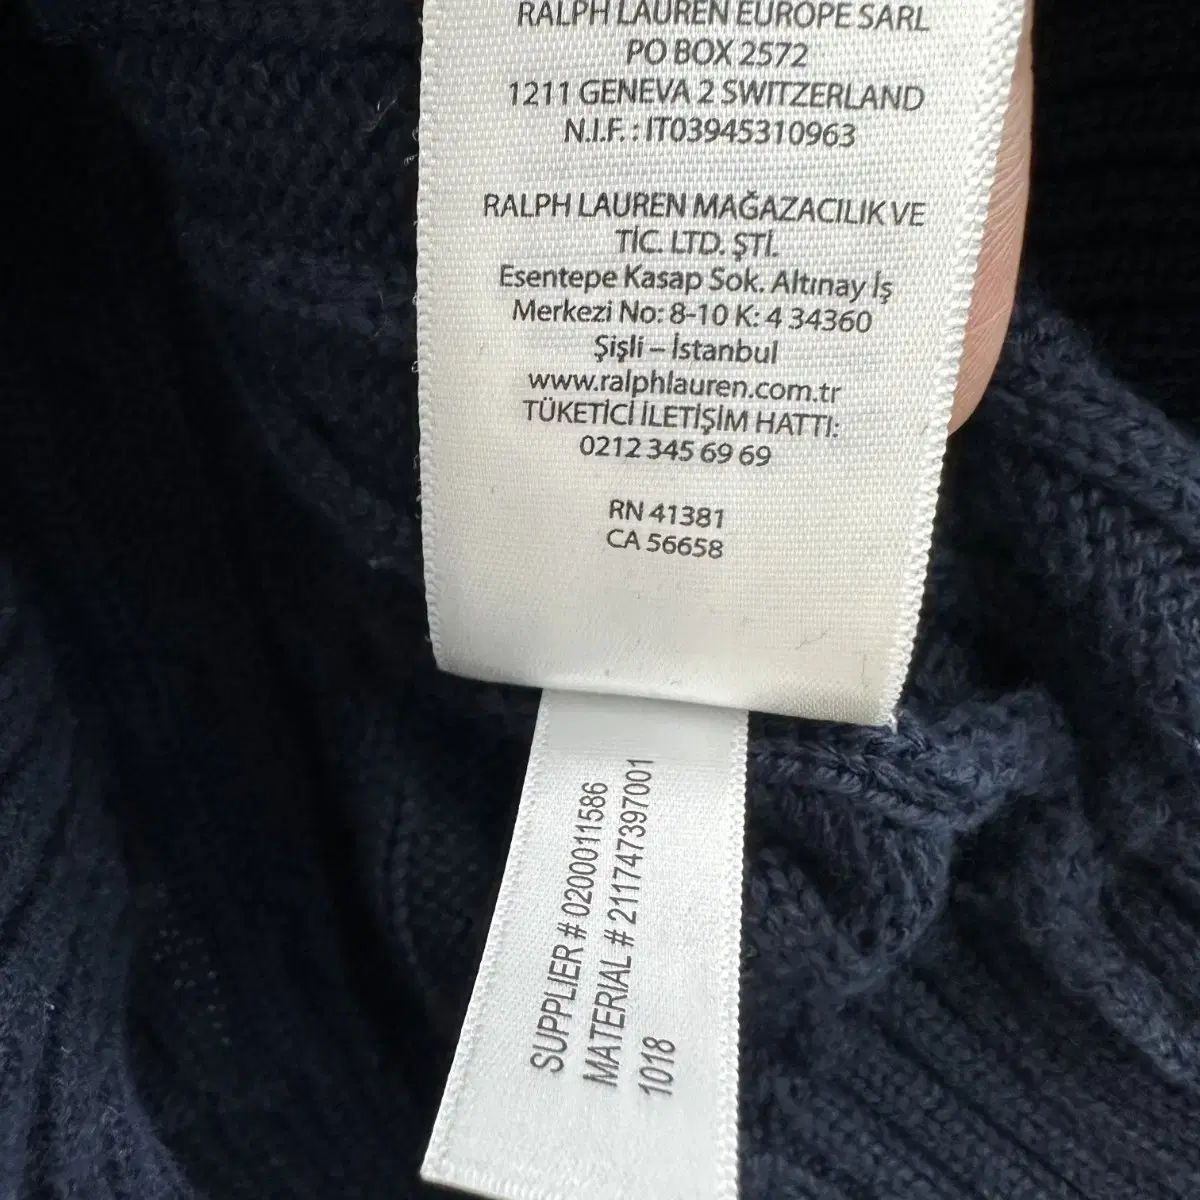 RALPH LAUREN EUROPE SARL
PO BOX 2572
1211 GENEVA 2 SWITZERLAND
N.I.F. : IT03945310963
RALPH LAUREN MAĞAZACILIK VE
TİC. LTD. ŞTİ.
Esentepe Kasap Sok. Altınay İş
Merkezi No: 8-10 K: 4 34360
Şişli – İstanbul
www.ralphlauren.com.tr
TÜKETİCİ İLETİŞİM HATTI:
0212 345 69 69
RN 41381
CA 56658
SUPPLIER # 0200011586
MATERIAL # 211747397001
1018